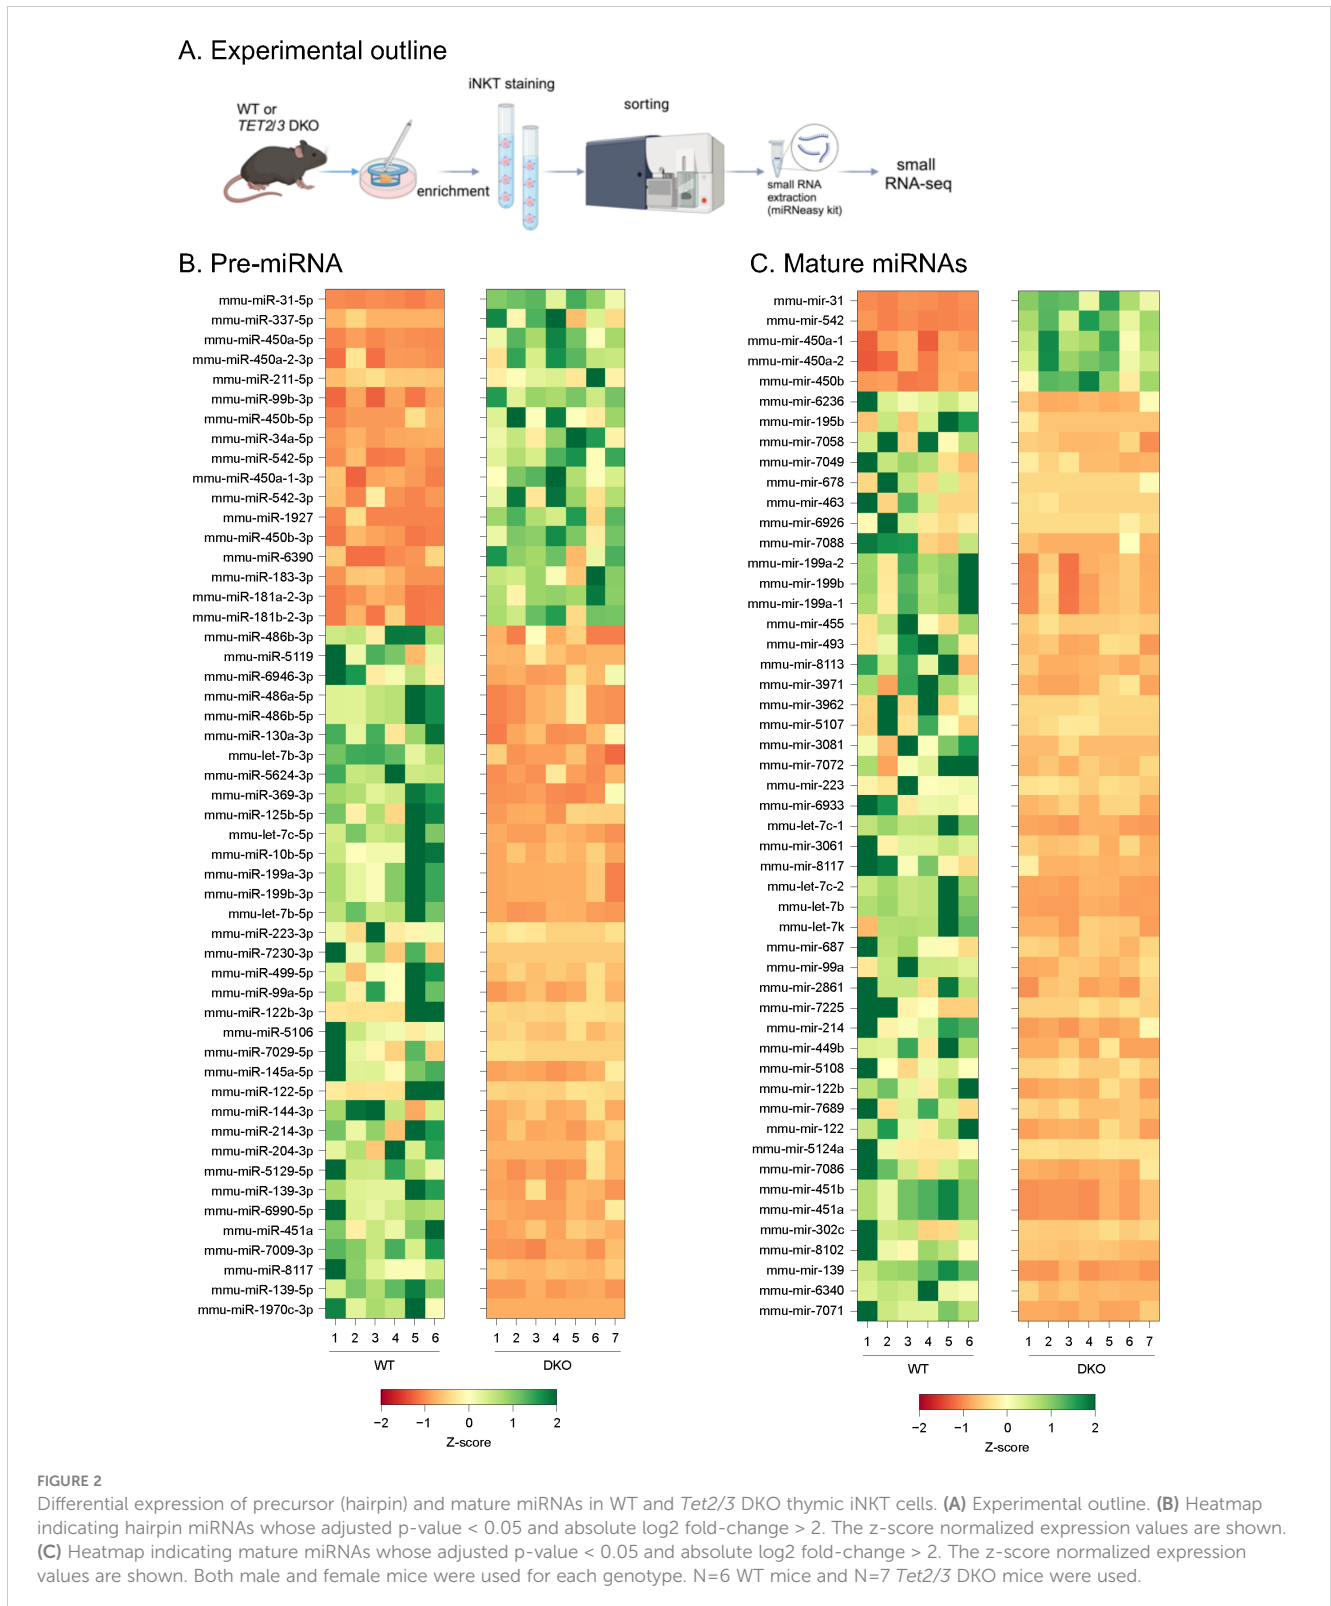 A. Experimental outline
WT or
TET2/3 DKO
enrichment
iNKT staining
sorting
small RNA
extraction
(miRNeasy kit)
small
RNA-seq
B. Pre-miRNA
mmu-miR-31-5p
mmu-miR-337-5p
mmu-miR-450a-5p
mmu-miR-450a-2-3p
mmu-miR-211-5p
mmu-miR-99b-3p
mmu-miR-450b-5p
mmu-miR-34a-5p
mmu-miR-542-5p
mmu-miR-450a-1-3p
mmu-miR-542-3p
mmu-miR-1927
mmu-miR-450b-3p
mmu-miR-6390
mmu-miR-183-3p
mmu-miR-181a-2-3p
mmu-miR-181b-2-3p
mmu-miR-486b-3p
mmu-miR-5119
mmu-miR-6946-3p
mmu-miR-486a-5p
mmu-miR-486b-5p
mmu-miR-130a-3p
mmu-let-7b-3p
mmu-miR-5624-3p
mmu-miR-369-3p
mmu-miR-125b-5p
mmu-let-7c-5p
mmu-miR-10b-5p
mmu-miR-199a-3p
mmu-miR-199b-3p
mmu-let-7b-5p
mmu-miR-223-3p
mmu-miR-7230-3p
mmu-miR-499-5p
mmu-miR-99a-5p
mmu-miR-122b-3p
mmu-miR-5106
mmu-miR-7029-5p
mmu-miR-145a-5p
mmu-miR-122-5p
mmu-miR-144-3p
mmu-miR-214-3p
mmu-miR-204-3p
mmu-miR-5129-5p
mmu-miR-139-3p
mmu-miR-6990-5p
mmu-miR-451a
mmu-miR-7009-3p
mmu-miR-8117
mmu-miR-139-5p
mmu-miR-1970c-3p
1 2 3 4 5 6
1 2 3 4 5 6 7
WT
DKO
−2 −1 0 1 2
Z-score
C. Mature miRNAs
mmu-mir-31
mmu-mir-542
mmu-mir-450a-1
mmu-mir-450a-2
mmu-mir-450b
mmu-mir-6236
mmu-mir-195b
mmu-mir-7058
mmu-mir-7049
mmu-mir-678
mmu-mir-463
mmu-mir-6926
mmu-mir-7088
mmu-mir-199a-2
mmu-mir-199b
mmu-mir-199a-1
mmu-mir-455
mmu-mir-493
mmu-mir-8113
mmu-mir-3971
mmu-mir-3962
mmu-mir-5107
mmu-mir-3081
mmu-mir-7072
mmu-mir-223
mmu-mir-6933
mmu-let-7c-1
mmu-mir-3061
mmu-mir-8117
mmu-let-7c-2
mmu-let-7b
mmu-let-7k
mmu-mir-687
mmu-mir-99a
mmu-mir-2861
mmu-mir-7225
mmu-mir-214
mmu-mir-449b
mmu-mir-5108
mmu-mir-122b
mmu-mir-7689
mmu-mir-122
mmu-mir-5124a
mmu-mir-7086
mmu-mir-451b
mmu-mir-451a
mmu-mir-302c
mmu-mir-8102
mmu-mir-139
mmu-mir-6340
mmu-mir-7071
1 2 3 4 5 6
1 2 3 4 5 6 7
WT
DKO
−2 −1 0 1 2
Z-score
FIGURE 2
Differential expression of precursor (hairpin) and mature miRNAs in WT and Tet2/3 DKO thymic iNKT cells. (A) Experimental outline. (B) Heatmap
indicating hairpin miRNAs whose adjusted p-value < 0.05 and absolute log2 fold-change > 2. The z-score normalized expression values are shown.
(C) Heatmap indicating mature miRNAs whose adjusted p-value < 0.05 and absolute log2 fold-change > 2. The z-score normalized expression
values are shown. Both male and female mice were used for each genotype. N=6 WT mice and N=7 Tet2/3 DKO mice were used.